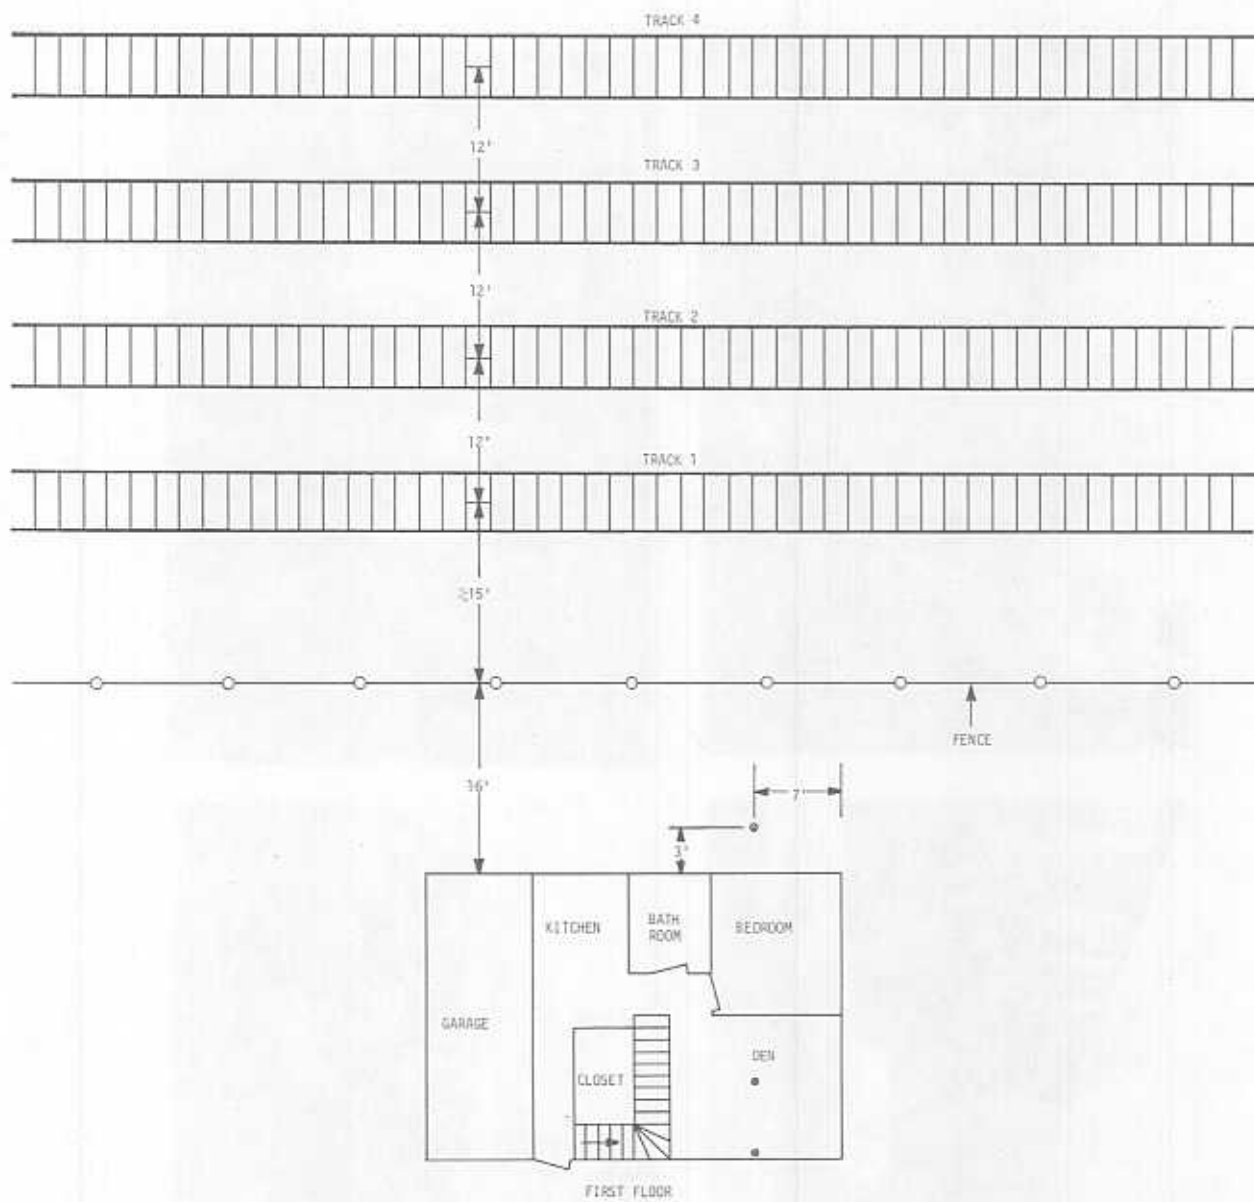 TRACK 4
12'
TRACK 3
12'
TRACK 2
12'
TRACK 1
≥15'
FENCE
16'
7'
3'
KITCHEN
BATH
ROOM
BEDROOM
GARAGE
DEN
CLOSET
FIRST FLOOR